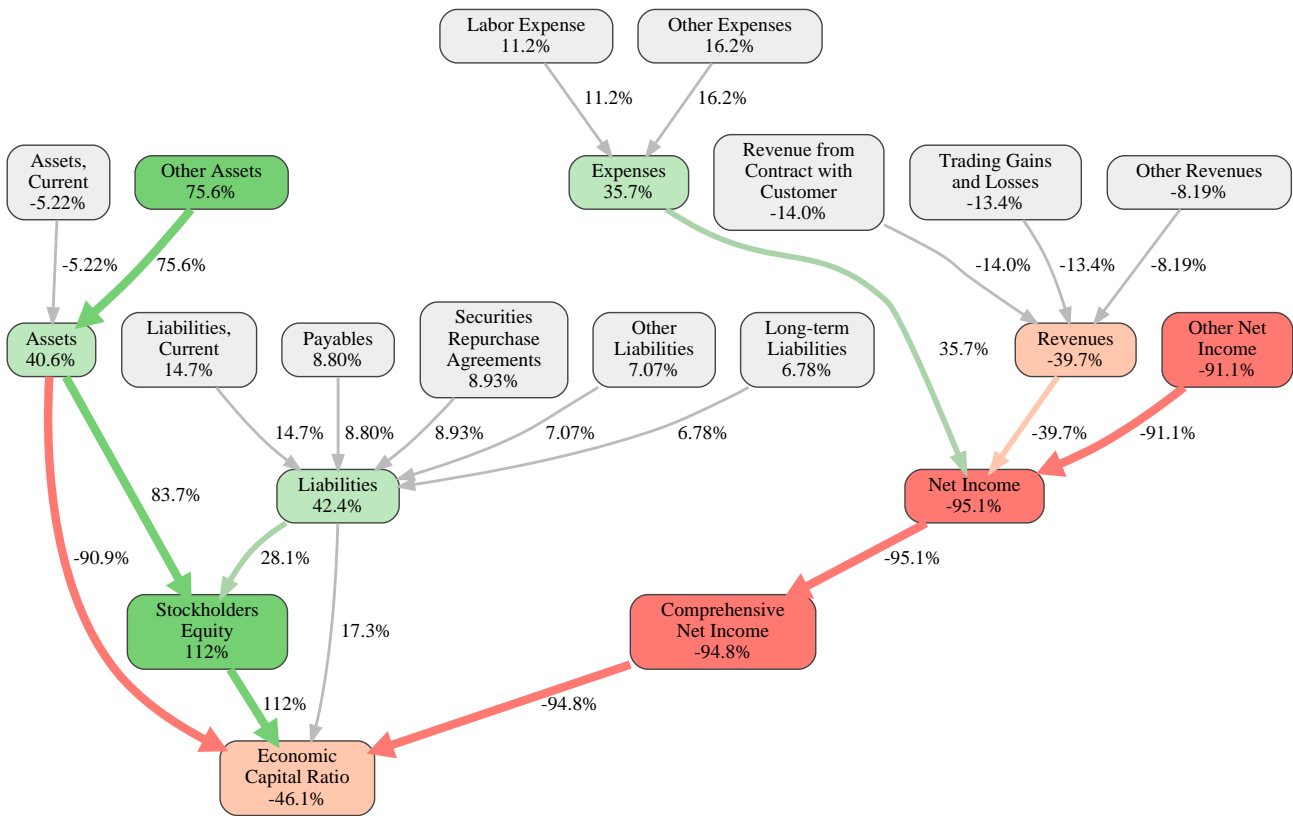 Labor Expense
11.2%
Other Expenses
16.2%
11.2%
16.2%
Assets,
Current
-5.22%
Other Assets
75.6%
Expenses
35.7%
Revenue from
Contract with
Customer
-14.0%
Trading Gains
and Losses
-13.4%
Other Revenues
-8.19%
-5.22%
75.6%
-14.0%
-13.4%
-8.19%
Assets
40.6%
Liabilities,
Current
14.7%
Payables
8.80%
Securities
Repurchase
Agreements
8.93%
Other
Liabilities
7.07%
Long-term
Liabilities
6.78%
35.7%
Revenues
-39.7%
Other Net
Income
-91.1%
14.7%
8.80%
8.93%
7.07%
6.78%
-39.7%
-91.1%
83.7%
Liabilities
42.4%
Net Income
-95.1%
-90.9%
28.1%
-95.1%
Stockholders
Equity
112%
17.3%
Comprehensive
Net Income
-94.8%
112%
-94.8%
Economic
Capital Ratio
-46.1%